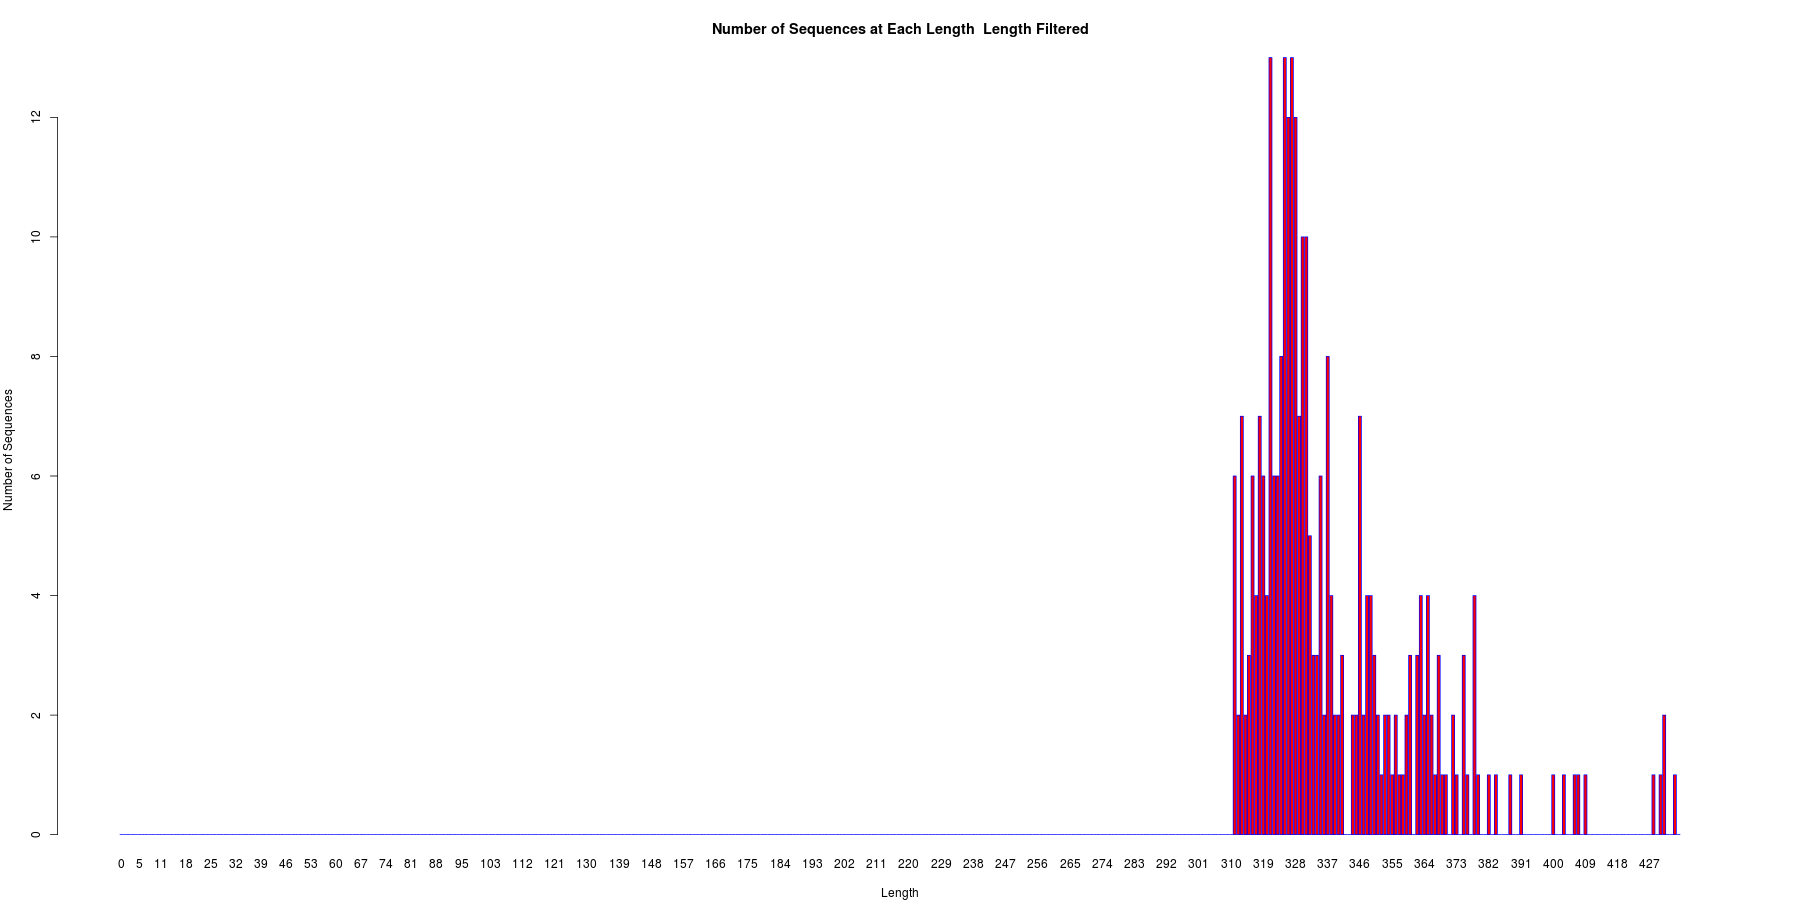 Number of Sequences at Each Length  Length Filtered
12
10
8
6
4
2
0
Number of Sequences
0 5 11 18 25 32 39 46 53 60 67 74 81 88 95 103 112 121 130 139 148 157 166 175 184 193 202 211 220 229 238 247 256 265 274 283 292 301 310 319 328 337 346 355 364 373 382 391 400 409 418 427
Length